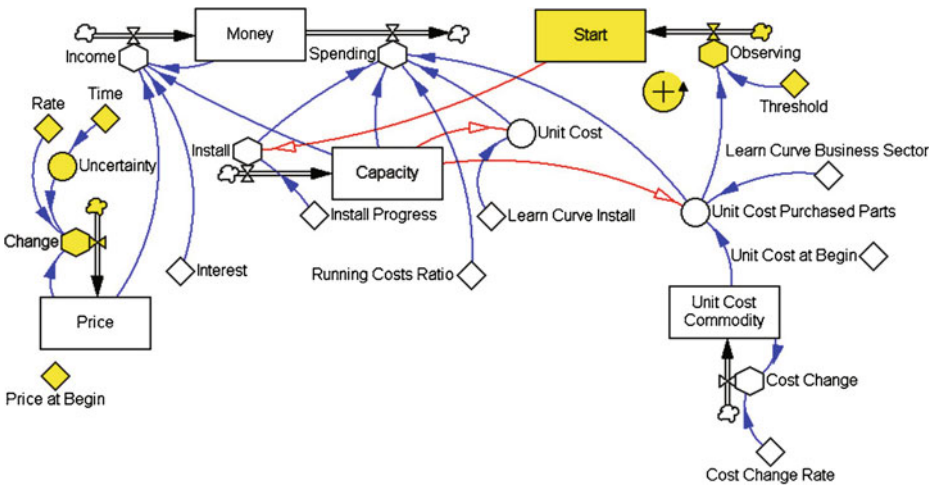 Money
Start
Income
Spending
Observing
Time
Rate
Threshold
Uncertainty
Install
Unit Cost
Learn Curve Business Sector
Capacity
Install Progress
Learn Curve Install
Unit Cost Purchased Parts
Change
Interest
Running Costs Ratio
Unit Cost at Begin
Price
Unit Cost
Commodity
Price at Begin
Cost Change
Cost Change Rate